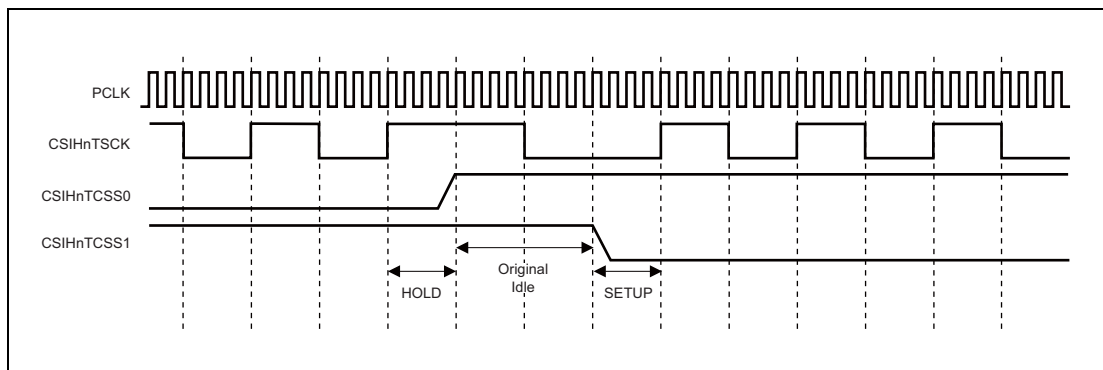 PCLK
CSIHnTSCK
CSIHnTCSS0
CSIHnTCSS1
HOLD
Original
Idle
SETUP